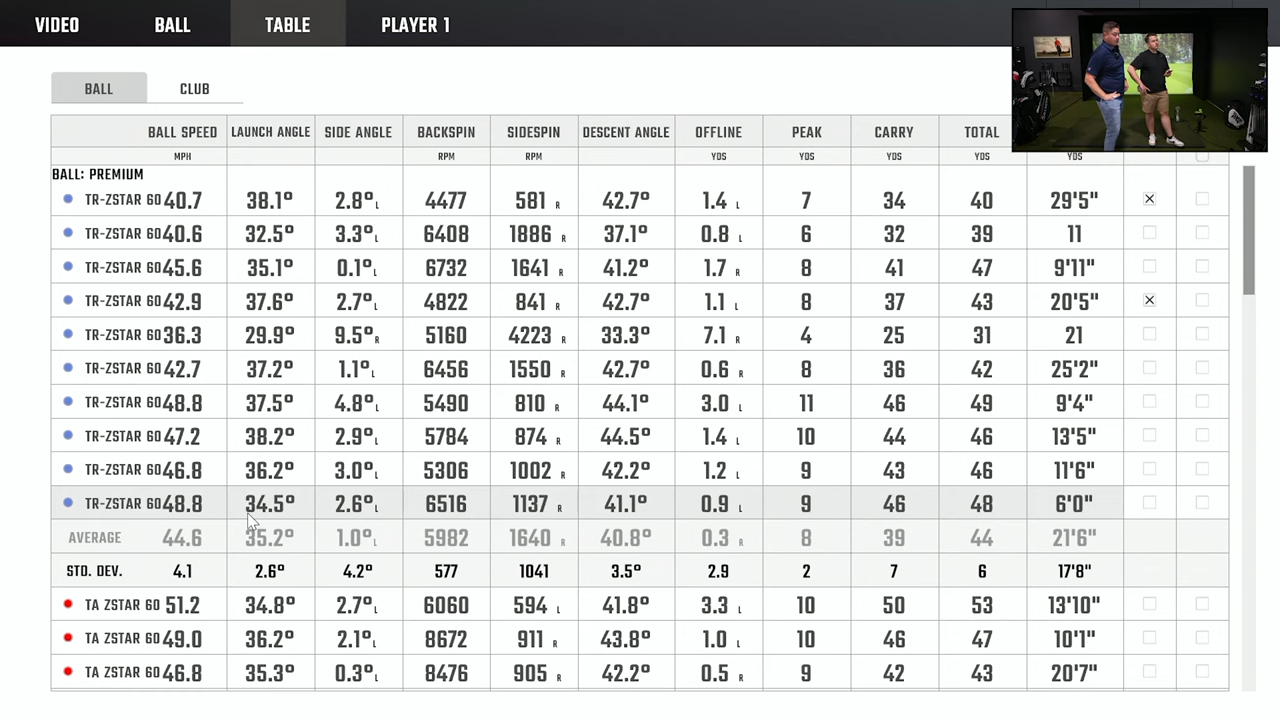 VIDEO BALL TABLE PLAYER 1
BALL CLUB
BALL SPEED LAUNCH ANGLE SIDE ANGLE BACKSPIN SIDESPIN DESCENT ANGLE OFFLINE PEAK CARRY TOTAL
MPH RPM RPM YDS YDS YDS YDS YDS
BALL: PREMIUM
TR-ZSTAR 60 40.7 38.1° 2.8° L 4477 581 R 42.7° 1.4 L 7 34 40 29'5"
TR-ZSTAR 60 40.6 32.5° 3.3° L 6408 1886 R 37.1° 0.8 L 6 32 39 11
TR-ZSTAR 60 45.6 35.1° 0.1° L 6732 1641 R 41.2° 1.7 R 8 41 47 9'11"
TR-ZSTAR 60 42.9 37.6° 2.7° L 4822 841 R 42.7° 1.1 L 8 37 43 20'5"
TR-ZSTAR 60 36.3 29.9° 9.5° R 5160 4223 R 33.3° 7.1 R 4 25 31 21
TR-ZSTAR 60 42.7 37.2° 1.1° L 6456 1550 R 42.7° 0.6 R 8 36 42 25'2"
TR-ZSTAR 60 48.8 37.5° 4.8° L 5490 810 R 44.1° 3.0 L 11 46 49 9'4"
TR-ZSTAR 60 47.2 38.2° 2.9° L 5784 874 R 44.5° 1.4 L 10 44 46 13'5"
TR-ZSTAR 60 46.8 36.2° 3.0° L 5306 1002 R 42.2° 1.2 L 9 43 46 11'6"
TR-ZSTAR 60 48.8 34.5° 2.6° L 6516 1137 R 41.1° 0.9 L 9 46 48 6'0"
AVERAGE 44.6 35.2° 1.0° L 5982 1640 R 40.8° 0.3 R 8 39 44 21'6"
STD. DEV. 4.1 2.6° 4.2° 577 1041 3.5° 2.9 2 7 6 17'8"
TA ZSTAR 60 51.2 34.8° 2.7° L 6060 594 L 41.8° 3.3 L 10 50 53 13'10"
TA ZSTAR 60 49.0 36.2° 2.1° L 8672 911 R 43.8° 1.0 L 10 46 47 10'1"
TA ZSTAR 60 46.8 35.3° 0.3° L 8476 905 R 42.2° 0.5 R 9 42 43 20'7"